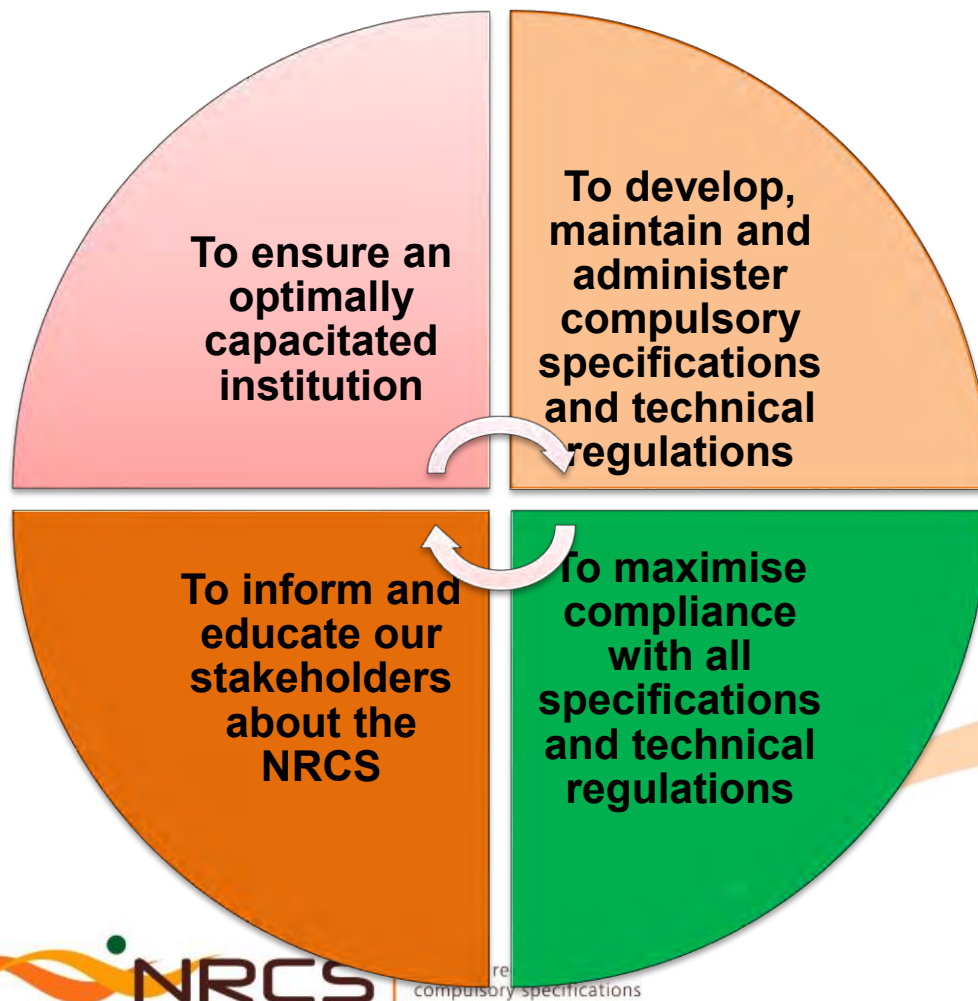 To ensure an
optimally
capacitated
institution
To develop,
maintain and
administer
compulsory
specifications
and technical
regulations
To inform and
educate our
stakeholders
about the
NRCS
To maximise
compliance
with all
specifications
and technical
regulations
NRCS
compulsory specifications